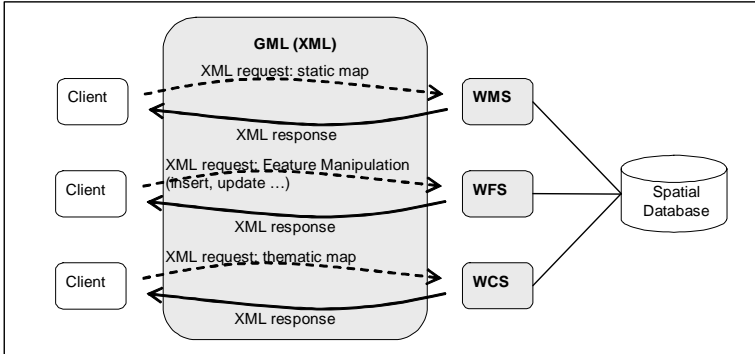 GML (XML)
XML request: static map
Client
WMS
XML response
XML request: Feature Manipulation
(insert, update …)
Client
WFS
Spatial
Database
XML response
XML request: thematic map
Client
WCS
XML response